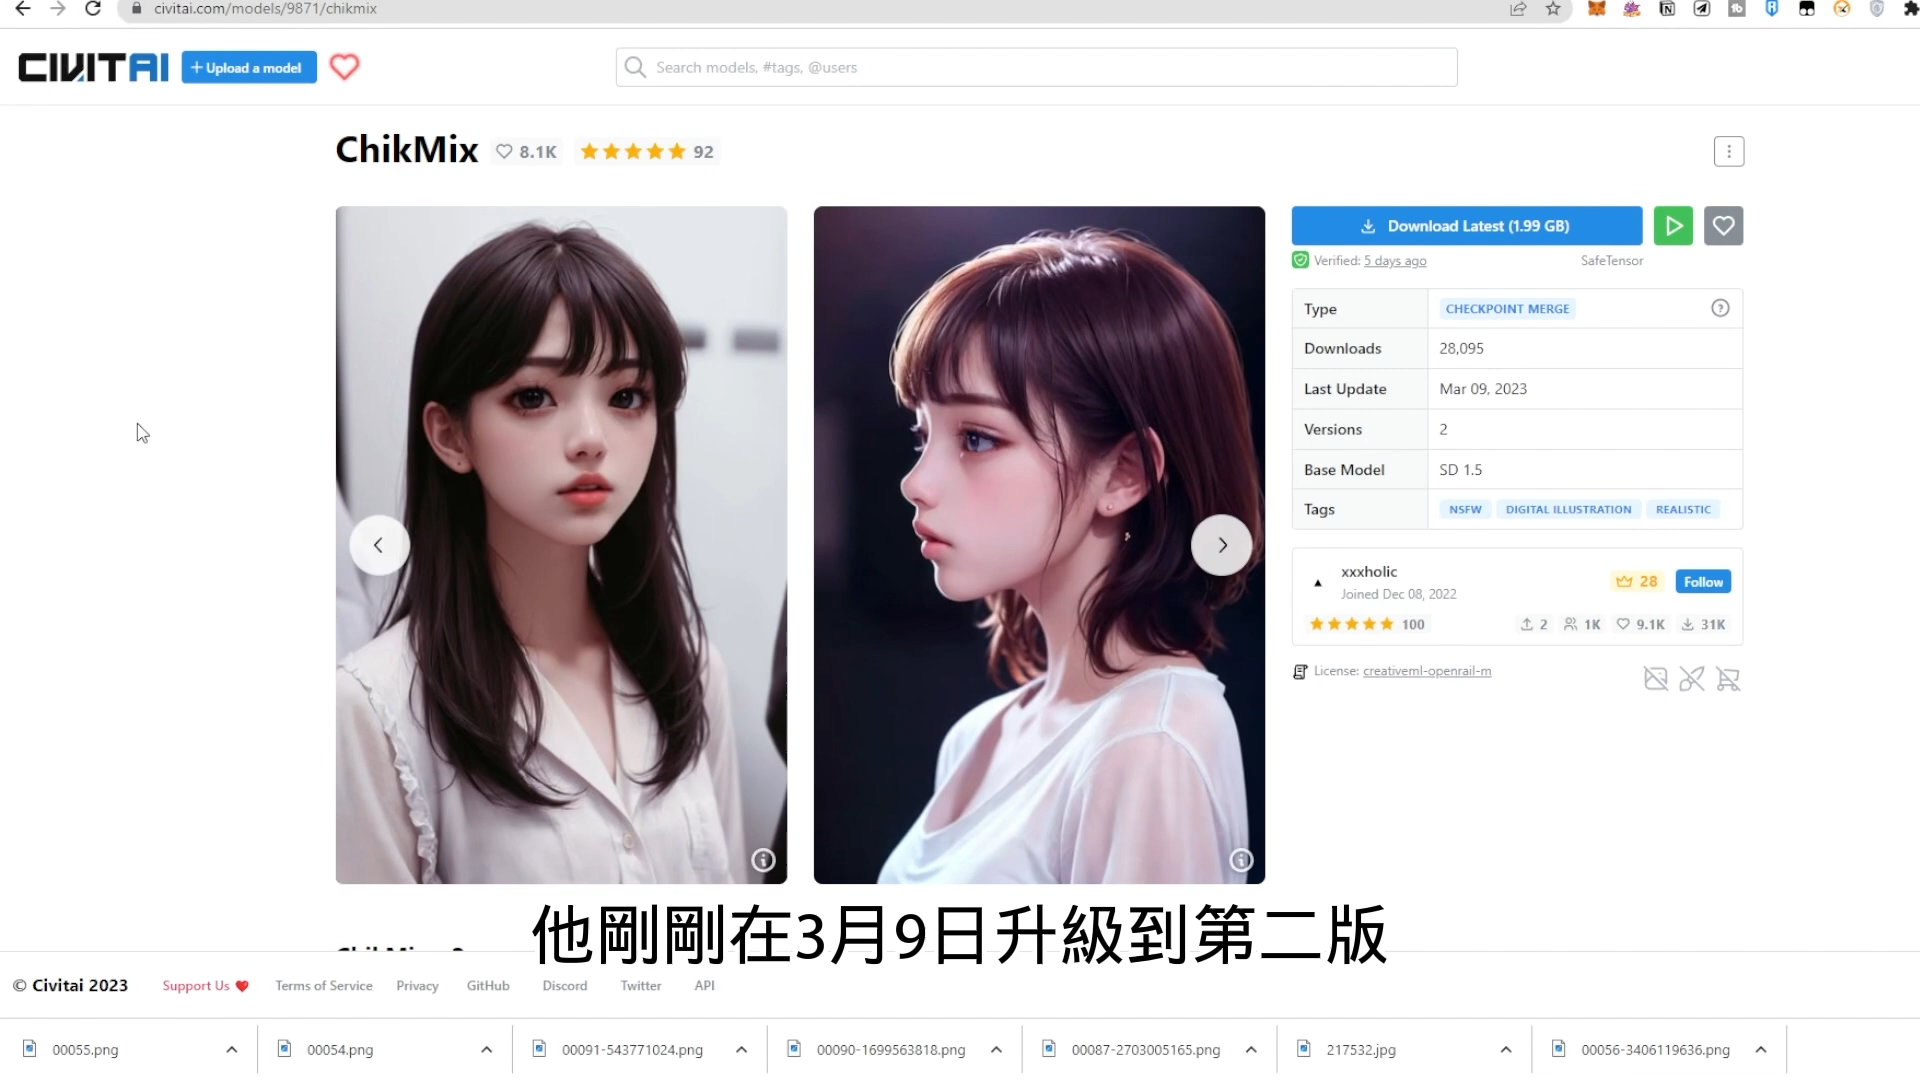 civitai.com/models/9871/chikmix
CIVITAI
+ Upload a model
Search models, #tags, @users
ChikMix
8.1K
92
Download Latest (1.99 GB)
Verified: 5 days ago
SafeTensor
Type
CHECKPOINT MERGE
Downloads
28,095
Last Update
Mar 09, 2023
Versions
2
Base Model
SD 1.5
Tags
NSFW
DIGITAL ILLUSTRATION
REALISTIC
xxxholic
Joined Dec 08, 2022
28
Follow
100
2
1K
9.1K
31K
License: creativeml-openrail-m
他剛剛在3月9日升級到第二版
© Civitai 2023
Support Us
Terms of Service
Privacy
GitHub
Discord
Twitter
API
00055.png
00054.png
00091-543771024.png
00090-1699563818.png
00087-2703005165.png
217532.jpg
00056-3406119636.png